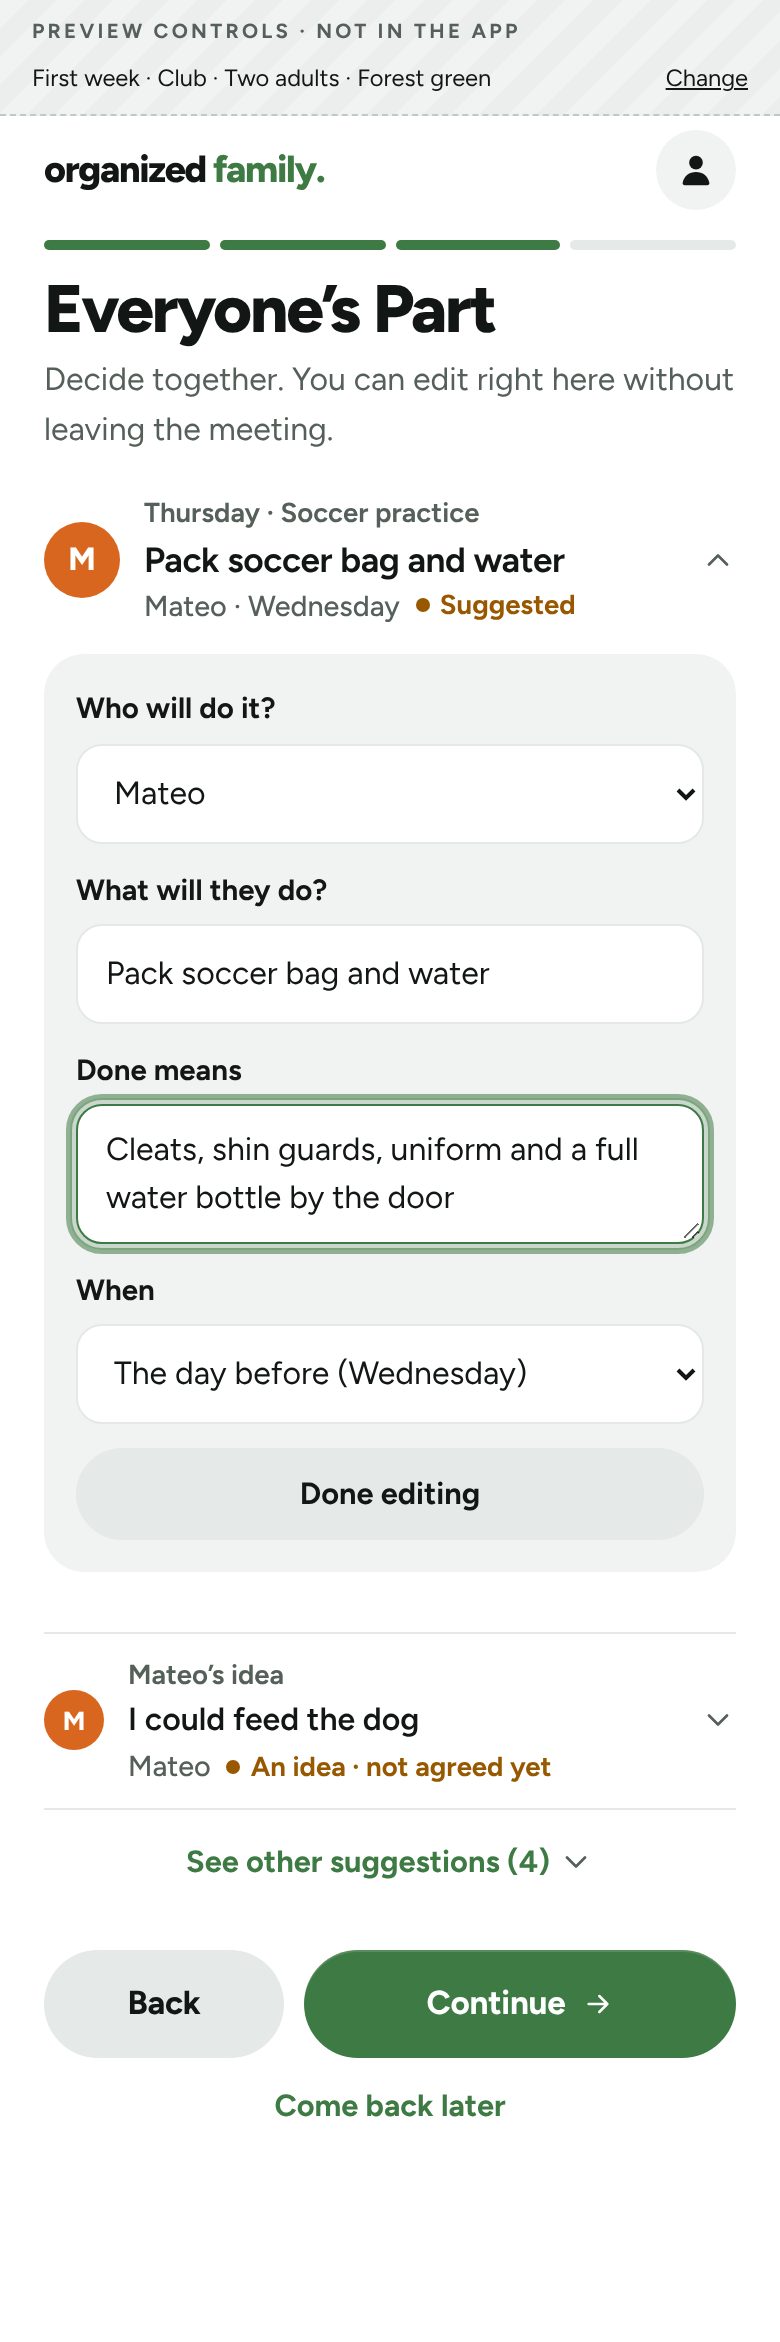 PREVIEW CONTROLS · NOT IN THE APP
First week · Club · Two adults · Forest green
Change
organized family.
Everyone’s Part
Decide together. You can edit right here without
leaving the meeting.
Thursday · Soccer practice
M
Pack soccer bag and water
Mateo · Wednesday
Suggested
Who will do it?
Mateo
What will they do?
Pack soccer bag and water
Done means
Cleats, shin guards, uniform and a full
water bottle by the door
When
The day before (Wednesday)
Done editing
Mateo’s idea
M
I could feed the dog
Mateo
An idea · not agreed yet
See other suggestions (4)
Back
Continue →
Come back later